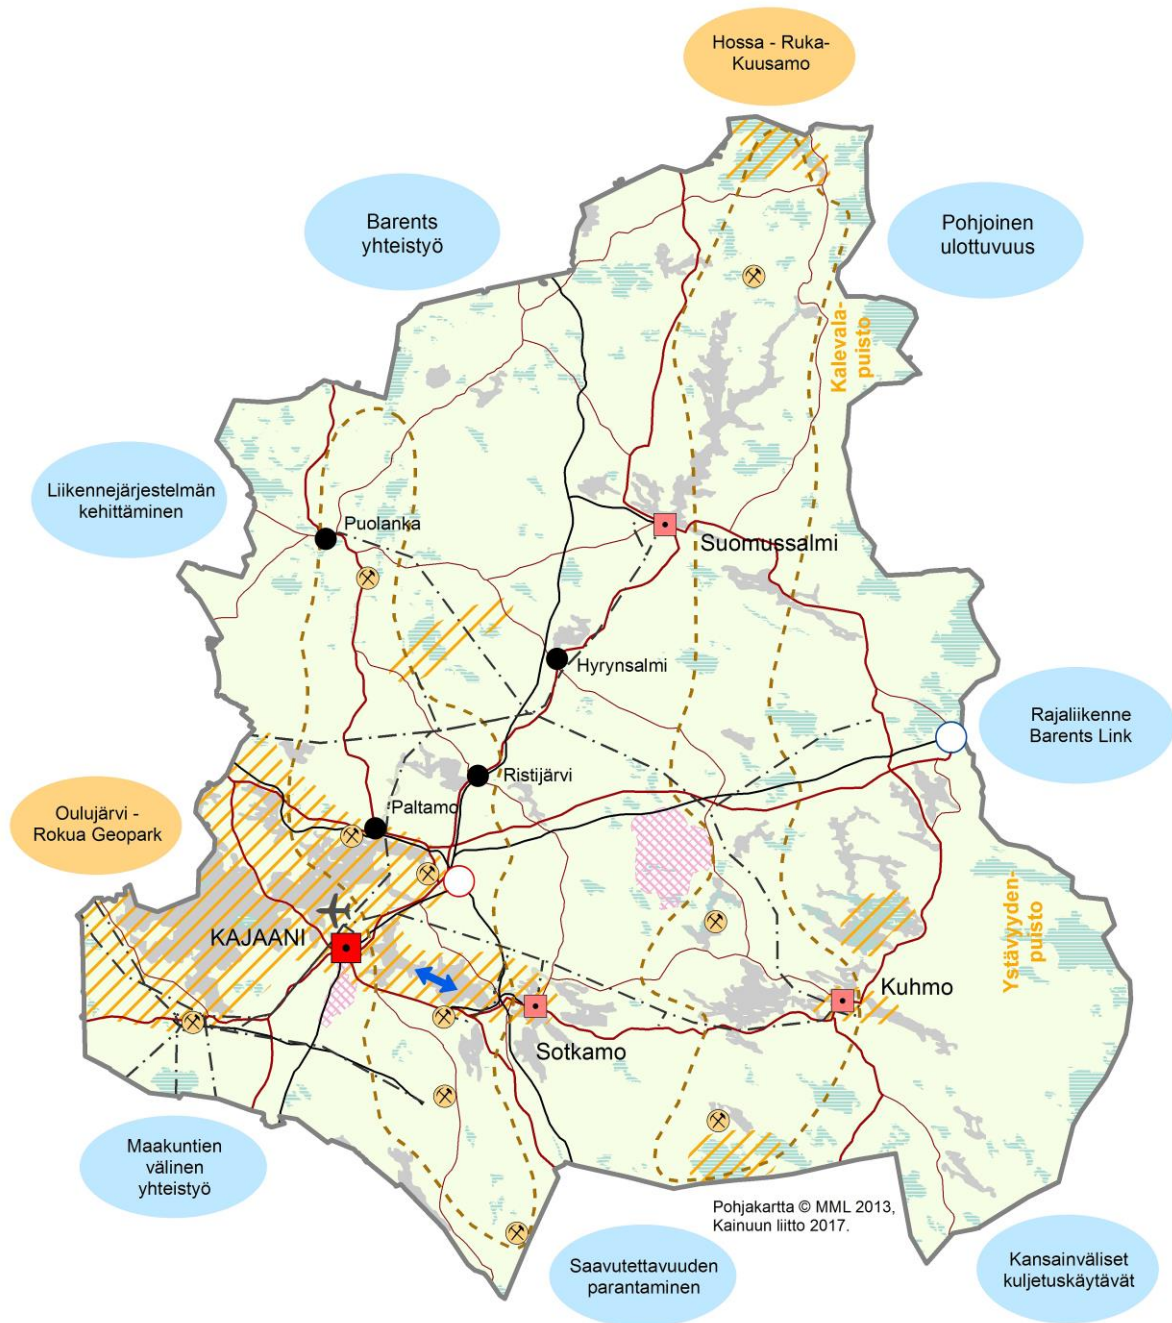 Hossa - Ruka-
Kuusamo
Barents
yhteistyö
Pohjoinen
ulottuvuus
Kalevala-
puisto
Liikennejärjestelmän
kehittäminen
Puolanka
Suomussalmi
Hyrynsalmi
Rajaliikenne
Barents Link
Ristijärvi
Oulujärvi -
Rokua Geopark
Paltamo
KAJAANI
Ystävyyden-
puisto
Kuhmo
Sotkamo
Maakuntien
välinen
yhteistyö
Pohjakartta © MML 2013,
Kainuun liitto 2017.
Saavutettavuuden
parantaminen
Kansainväliset
kuljetuskäytävät